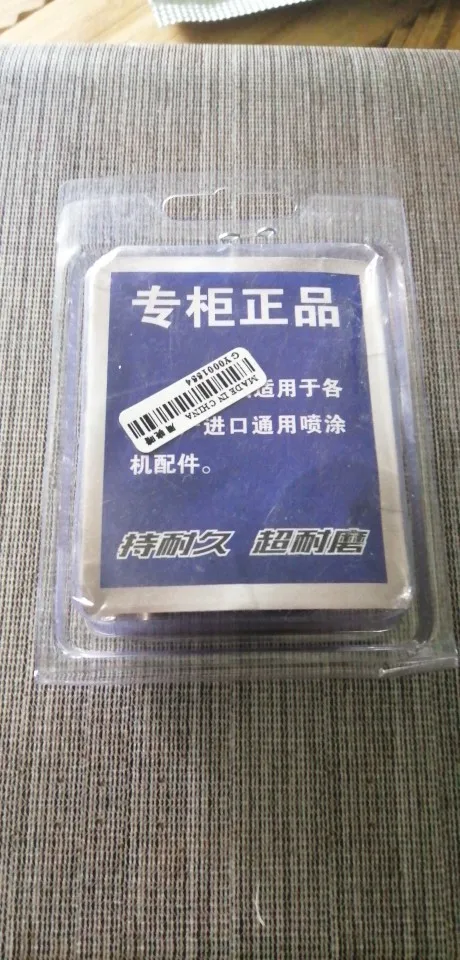 专柜正品
适用于各
进口通用喷涂
机配件。
持耐久 超耐磨
MADE IN CHINA
GY0001884